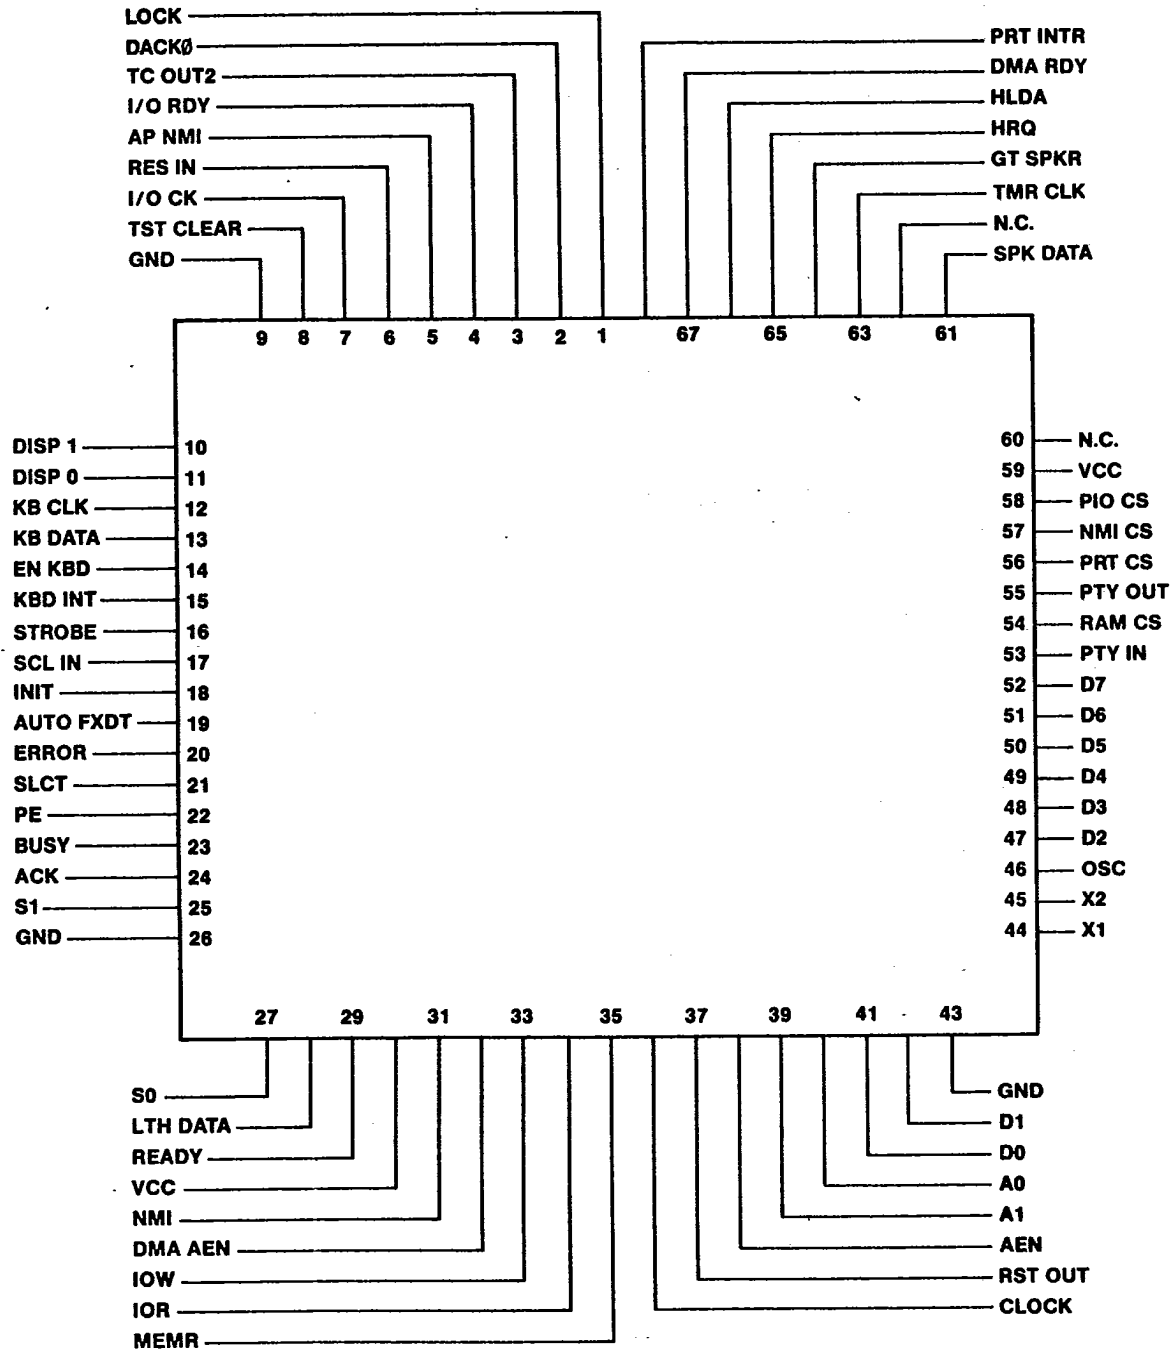 LOCK
DACKØ
TC OUT2
I/O RDY
AP NMI
RES IN
I/O CK
TST CLEAR
GND
PRT INTR
DMA RDY
HLDA
HRQ
GT SPKR
TMR CLK
N.C.
SPK DATA
9 8 7 6 5 4 3 2 1 67 65 63 61
DISP 1 10
DISP 0 11
KB CLK 12
KB DATA 13
EN KBD 14
KBD INT 15
STROBE 16
SCL IN 17
INIT 18
AUTO FXDT 19
ERROR 20
SLCT 21
PE 22
BUSY 23
ACK 24
S1 25
GND 26
60 N.C.
59 VCC
58 PIO CS
57 NMI CS
56 PRT CS
55 PTY OUT
54 RAM CS
53 PTY IN
52 D7
51 D6
50 D5
49 D4
48 D3
47 D2
46 OSC
45 X2
44 X1
27 29 31 33 35 37 39 41 43
S0
LTH DATA
READY
VCC
NMI
DMA AEN
IOW
IOR
MEMR
GND
D1
D0
A0
A1
AEN
RST OUT
CLOCK